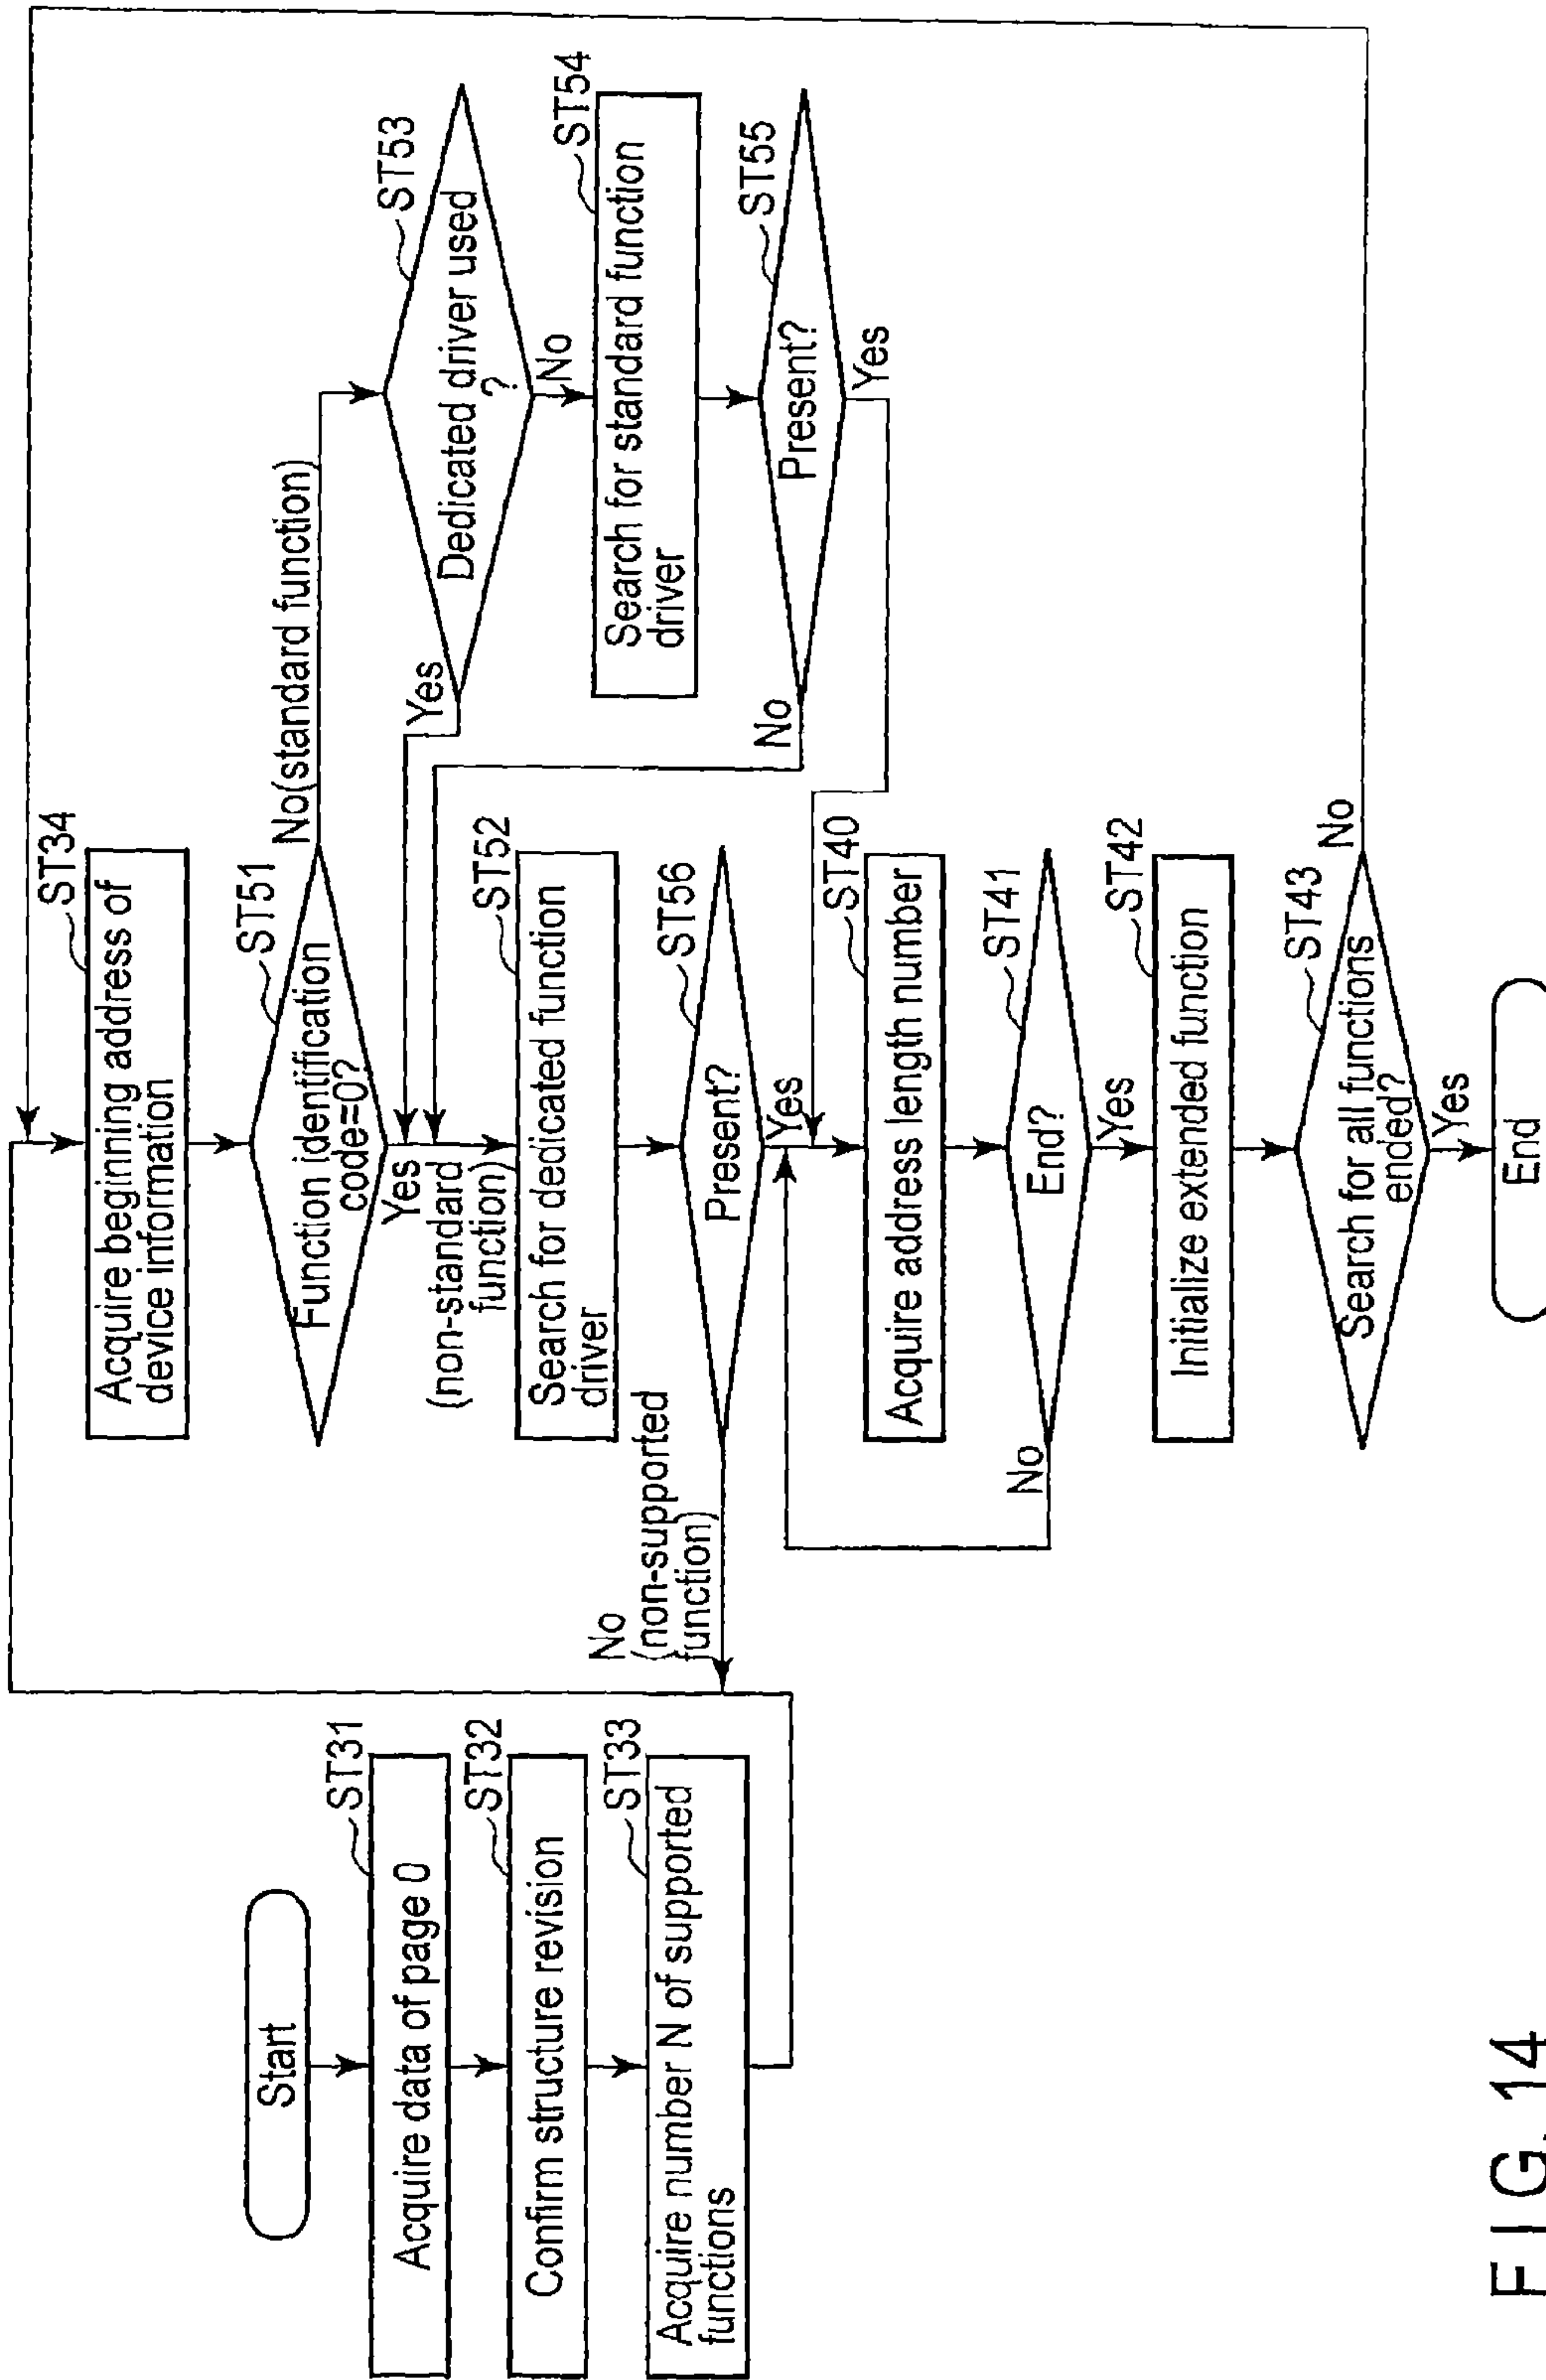 Start
ST31
Acquire data of page 0
ST32
Confirm structure revision
ST33
Acquire number N of supported
functions
ST34
Acquire beginning address of
device information
ST51
Function identification
code=0?
No(standard function)
Yes
(non-standard
function)
ST53
Dedicated driver used
?
Yes
No
ST54
Search for standard function
driver
ST55
Present?
No
Yes
ST52
Search for dedicated function
driver
ST56
Present?
No
(non-supported
function)
Yes
ST40
Acquire address length number
ST41
End?
No
Yes
ST42
Initialize extended function
ST43
Search for all functions
ended?
No
Yes
End
FIG. 14